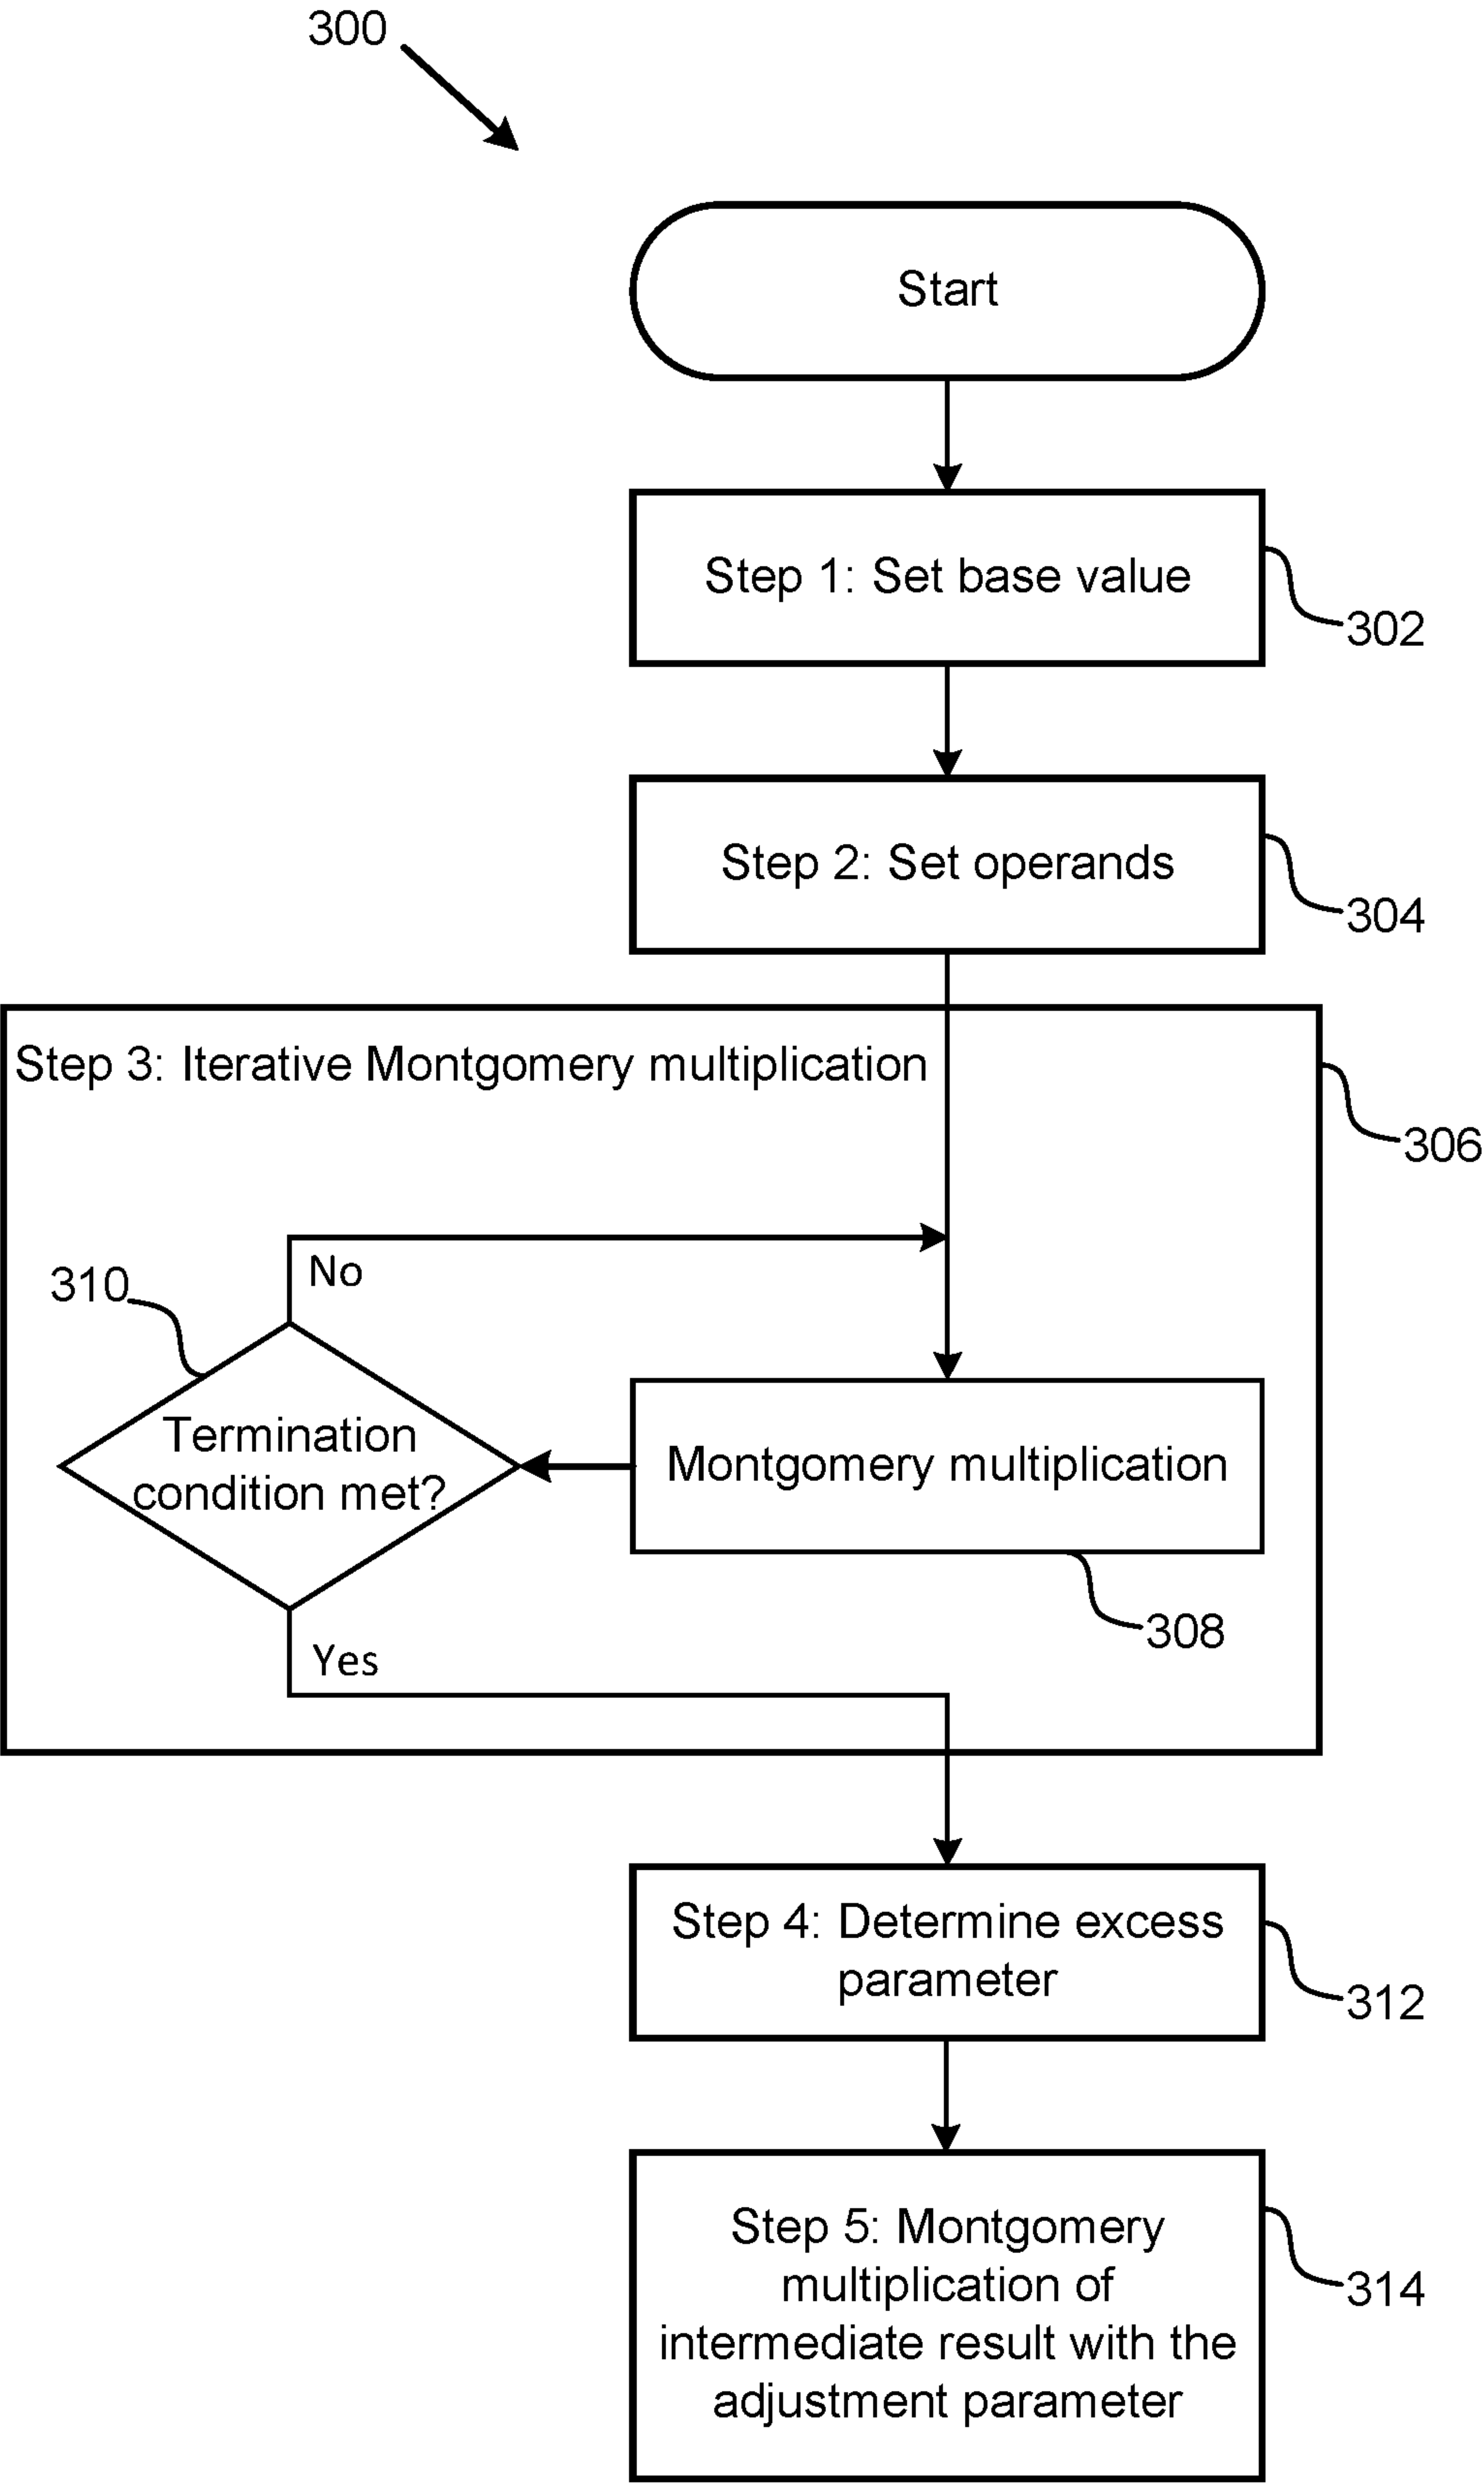 300
Start
Step 1: Set base value
302
Step 2: Set operands
304
Step 3: Iterative Montgomery multiplication
306
No
310
Termination
condition met?
Montgomery multiplication
308
Yes
Step 4: Determine excess
parameter
312
Step 5: Montgomery
multiplication of
intermediate result with the
adjustment parameter
314